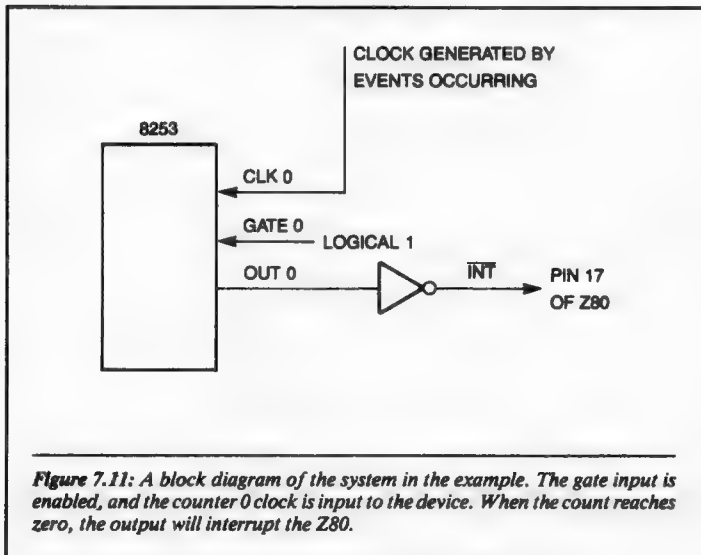 CLOCK GENERATED BY
EVENTS OCCURRING
8253
CLK 0
GATE 0
LOGICAL 1
OUT 0
INT
PIN 17
OF Z80
Figure 7.11: A block diagram of the system in the example. The gate input is
enabled, and the counter 0 clock is input to the device. When the count reaches
zero, the output will interrupt the Z80.